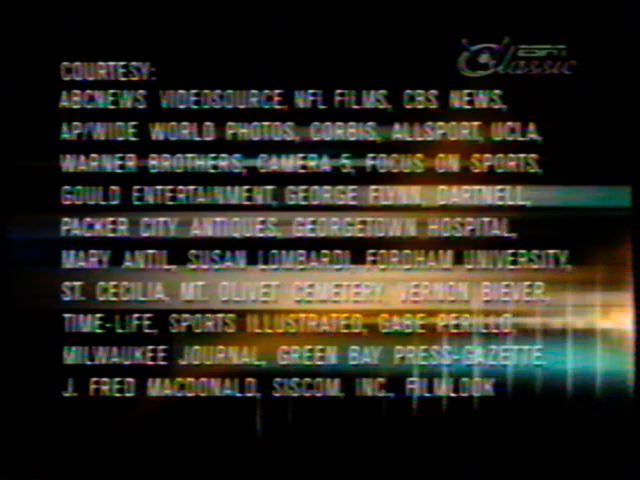 ESPN
Classic
COURTESY:
ABCNEWS VIDEOSOURCE, NFL FILMS, CBS NEWS,
AP/WIDE WORLD PHOTOS, CORBIS, ALLSPORT, UCLA,
WARNER BROTHERS, CAMERA 5, FOCUS ON SPORTS,
GOULD ENTERTAINMENT, GEORGE FLYNN, DARTNELL,
PACKER CITY ANTIQUES, GEORGETOWN HOSPITAL,
MARY ANTIL, SUSAN LOMBARDI, FORDHAM UNIVERSITY,
ST. CECILIA, MT. OLIVET CEMETERY, VERNON BIEVER,
TIME-LIFE, SPORTS ILLUSTRATED, GABE PERILLO,
MILWAUKEE JOURNAL, GREEN BAY PRESS-GAZETTE,
J. FRED MACDONALD, SISCOM, INC., FILMLOOK